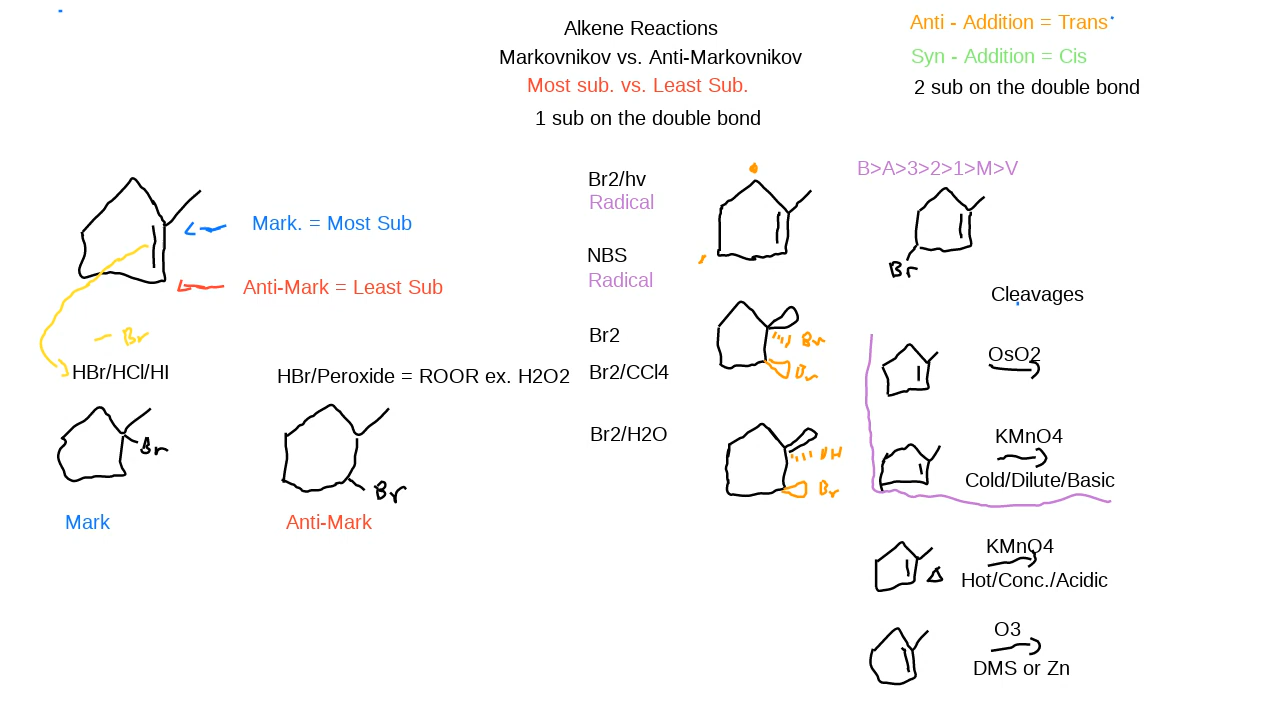 Alkene Reactions
Markovnikov vs. Anti-Markovnikov
Most sub. vs. Least Sub.
1 sub on the double bond
Anti - Addition = Trans
Syn - Addition = Cis
2 sub on the double bond
Mark. = Most Sub
Anti-Mark = Least Sub
Br
HBr/HCl/HI
HBr/Peroxide = ROOR ex. H2O2
Br
Br
Mark
Anti-Mark
Br2/hv
Radical
NBS
Radical
B>A>3>2>1>M>V
Br
Br2
Br
Br2/CCl4
Br2/H2O
Br
Cleavages
OsO2
KMnO4
Cold/Dilute/Basic
KMnO4
Hot/Conc./Acidic
O3
DMS or Zn